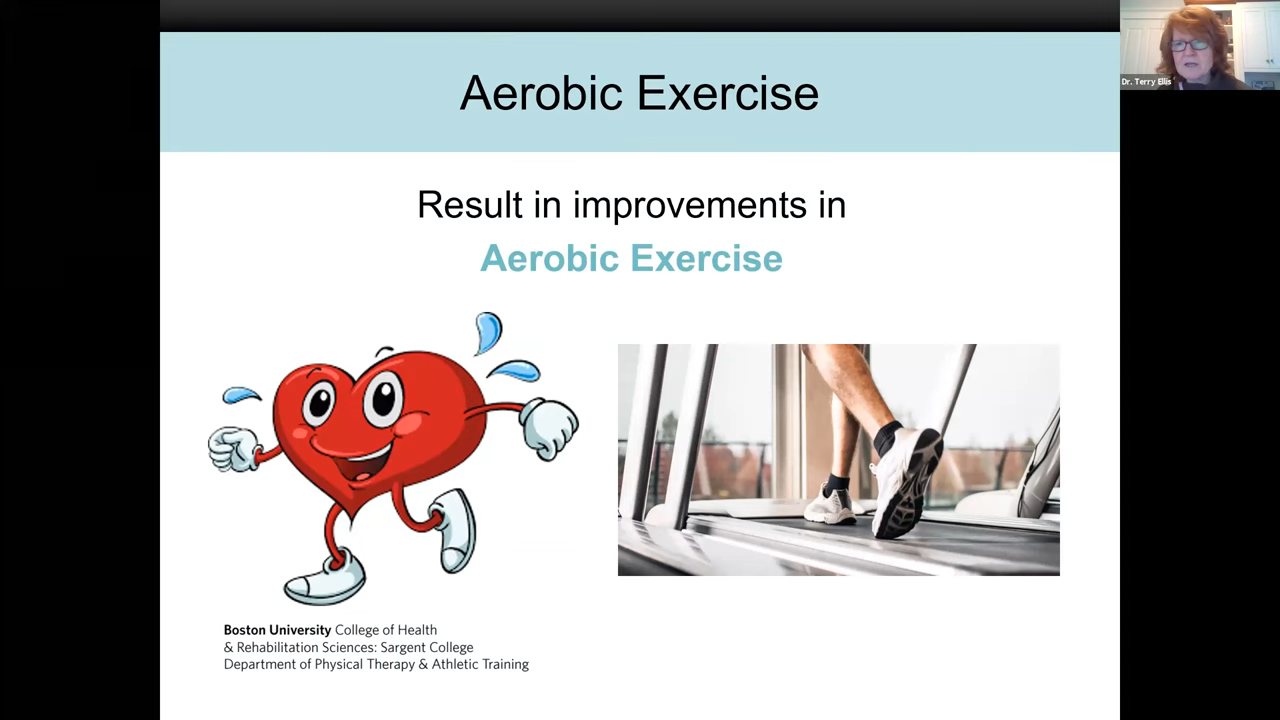 Aerobic Exercise
Dr. Terry Ellis
Result in improvements in
Aerobic Exercise
Boston University College of Health
& Rehabilitation Sciences: Sargent College
Department of Physical Therapy & Athletic Training